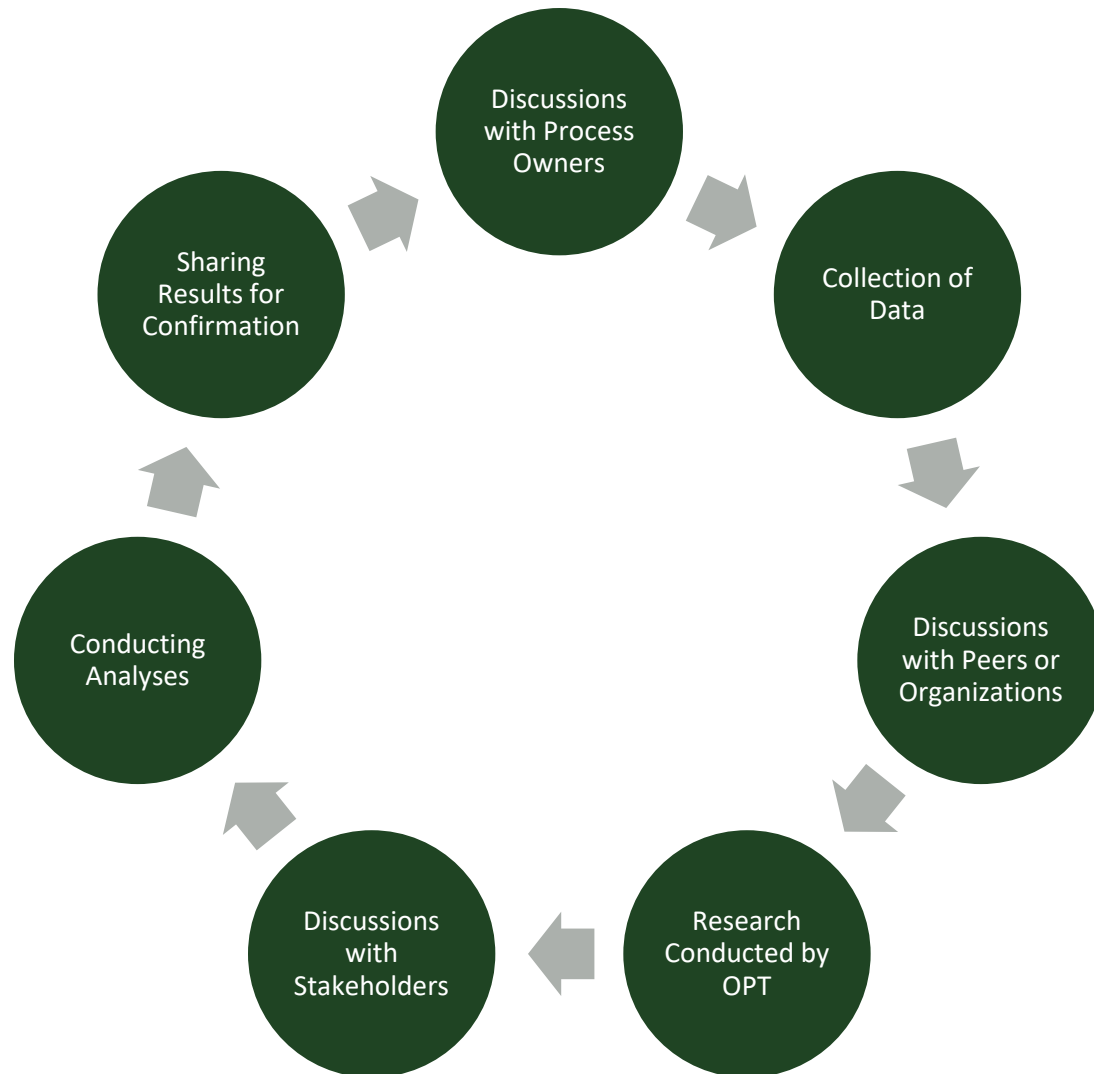 Discussions
with Process
Owners
Collection of
Data
Discussions
with Peers or
Organizations
Research
Conducted by
OPT
Discussions
with
Stakeholders
Conducting
Analyses
Sharing
Results for
Confirmation